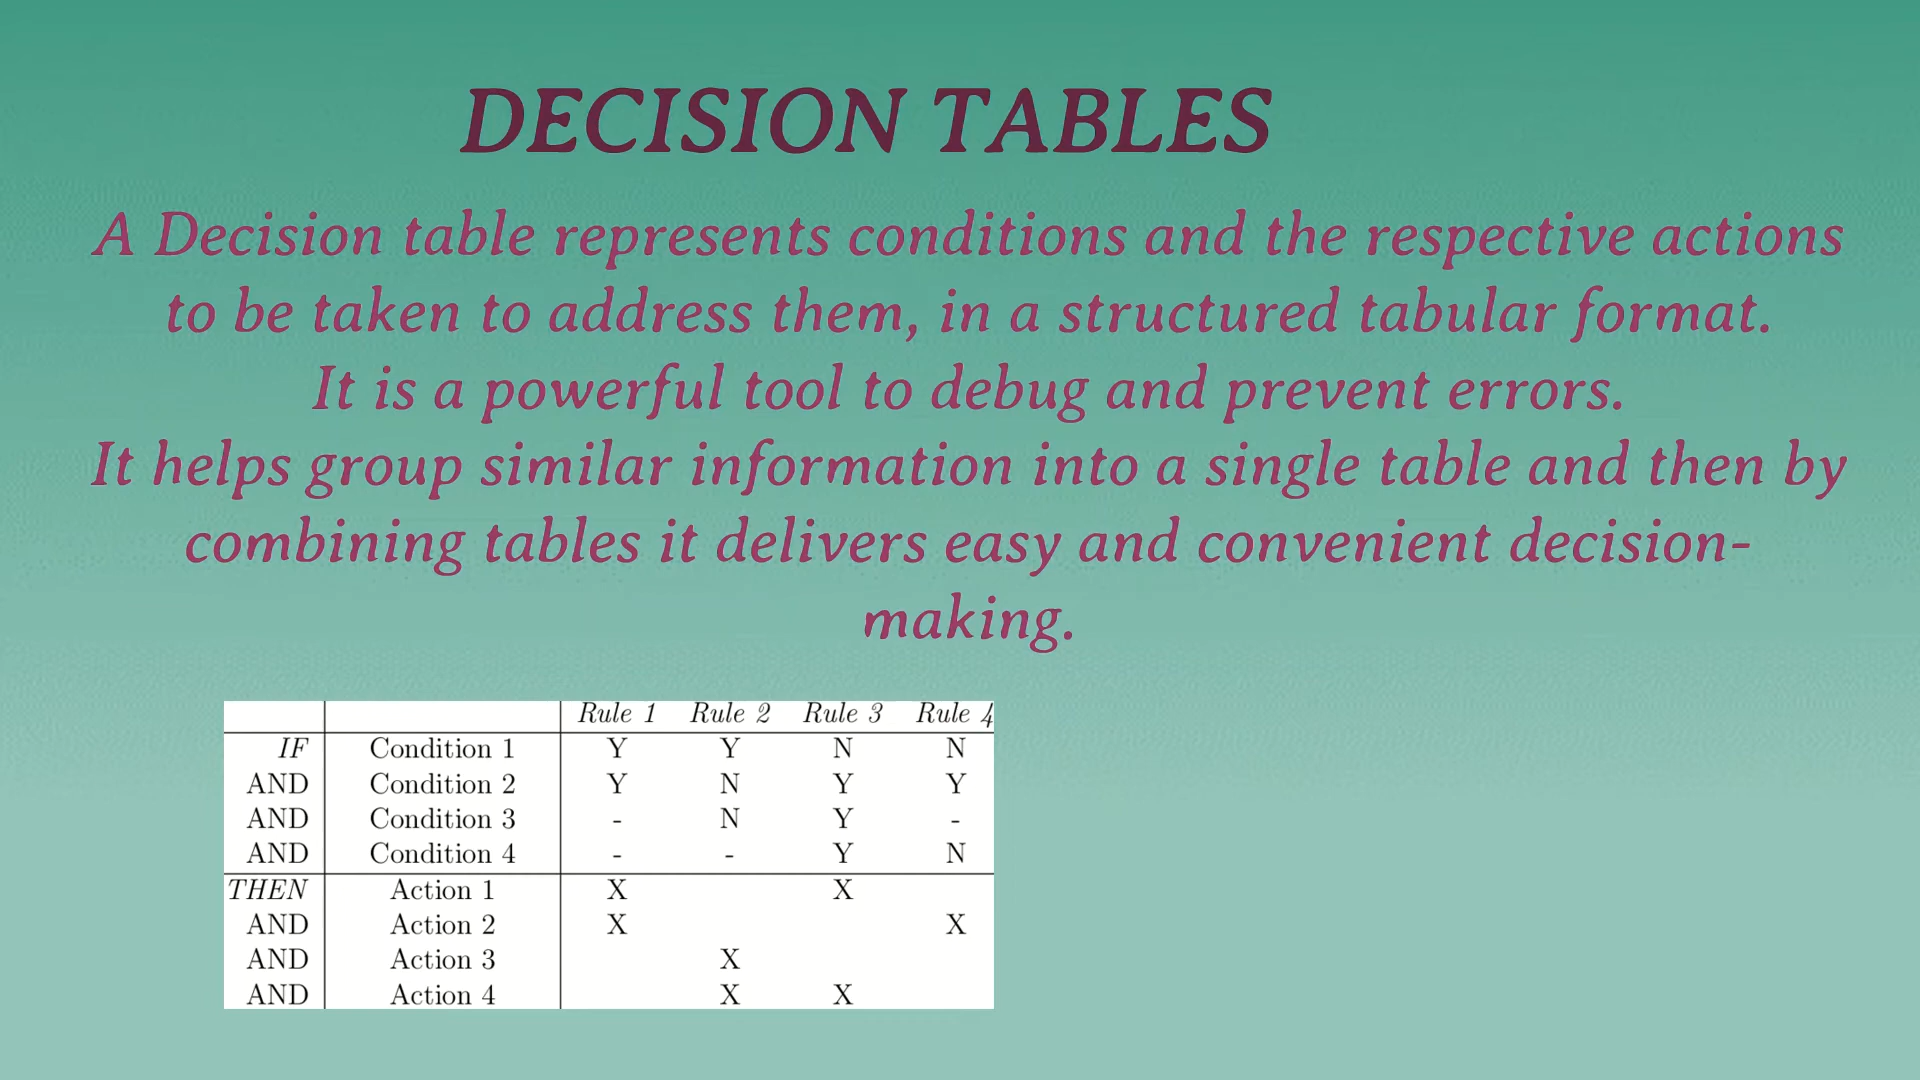 DECISION TABLES
A Decision table represents conditions and the respective actions
to be taken to address them, in a structured tabular format.
It is a powerful tool to debug and prevent errors.
It helps group similar information into a single table and then by
combining tables it delivers easy and convenient decision-
making.
Rule 1 Rule 2 Rule 3 Rule 4
IF Condition 1 Y Y N N
AND Condition 2 Y N Y Y
AND Condition 3 - N Y -
AND Condition 4 - - Y N
THEN Action 1 X X
AND Action 2 X X
AND Action 3 X
AND Action 4 X X